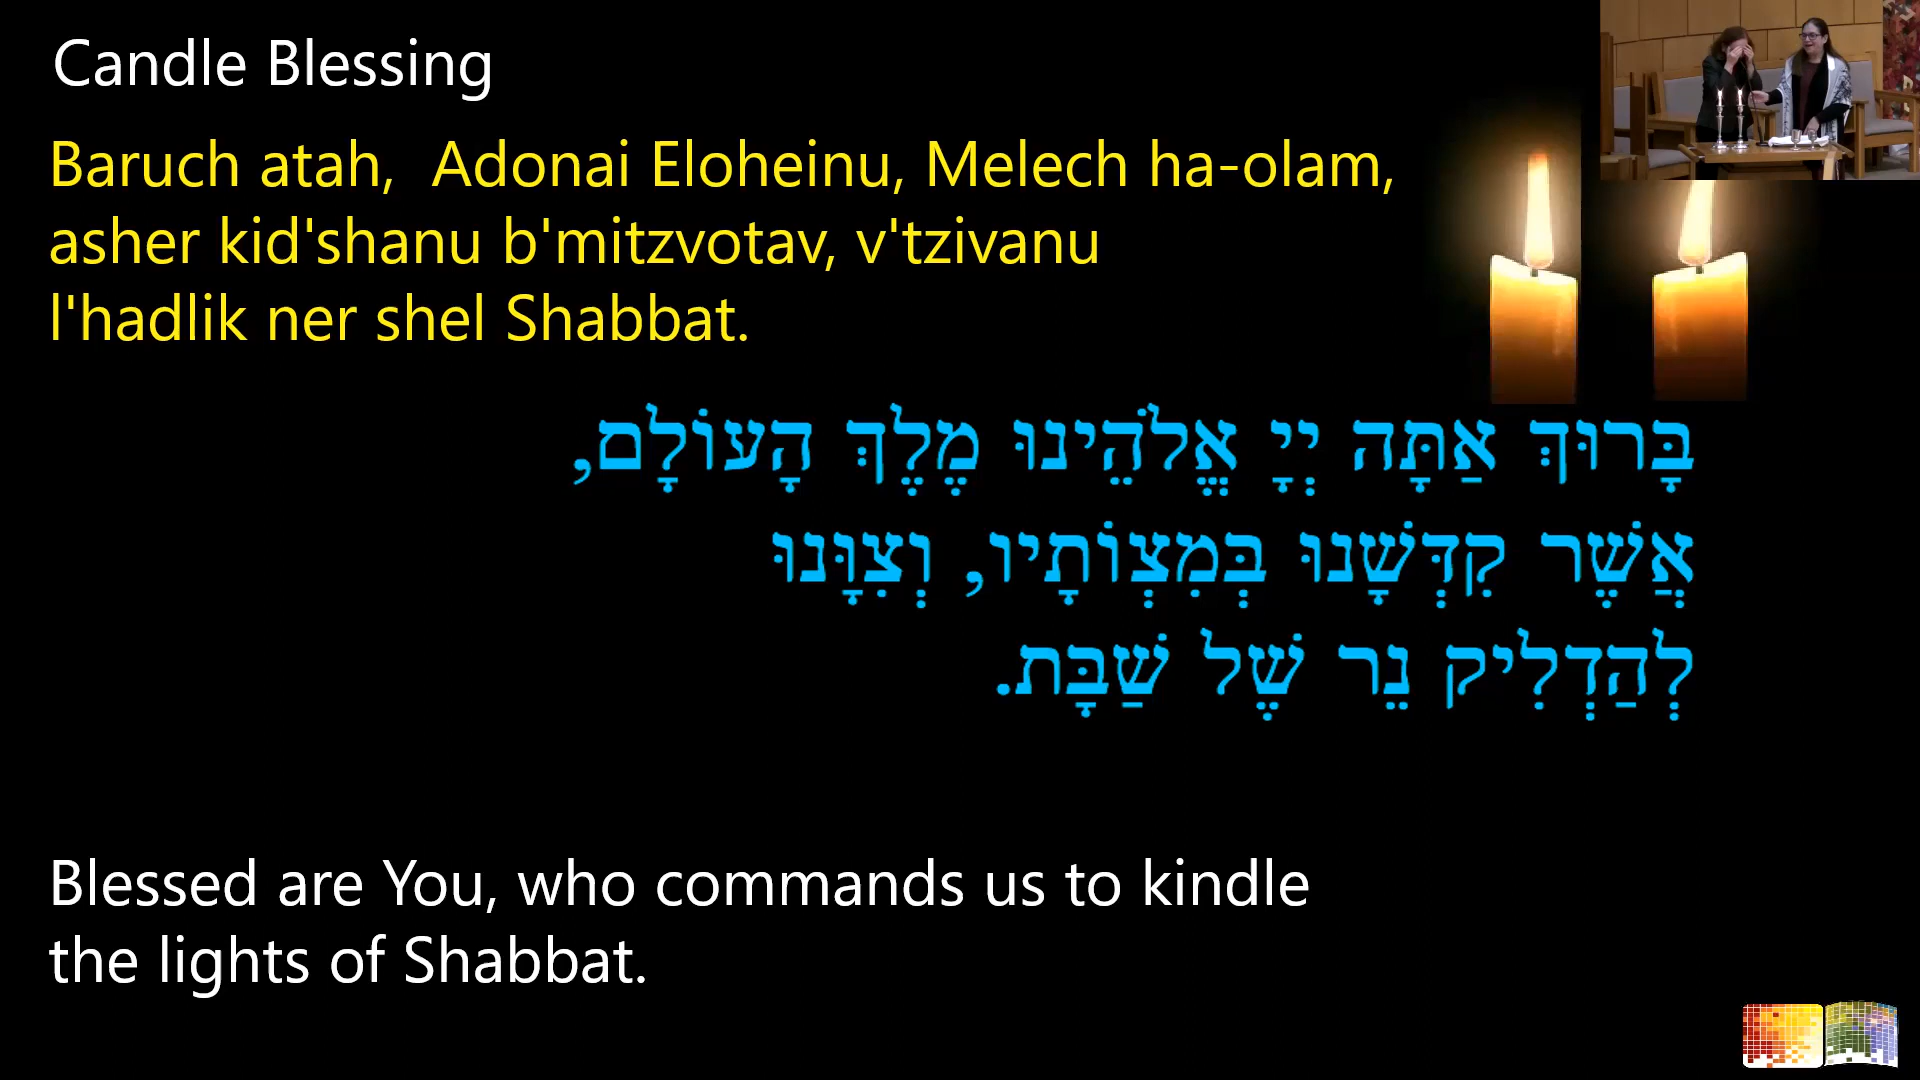 Candle Blessing
Baruch atah,  Adonai Eloheinu, Melech ha-olam,
asher kid'shanu b'mitzvotav, v'tzivanu
l'hadlik ner shel Shabbat.
בָּרוּךְ אַתָּה יְיָ אֱלֹהֵינוּ מֶלֶךְ הָעוֹלָם,
אֲשֶׁר קִדְּשָׁנוּ בְּמִצְוֹתָיו, וְצִוָּנוּ
לְהַדְלִיק נֵר שֶׁל שַׁבָּת.
Blessed are You, who commands us to kindle
the lights of Shabbat.